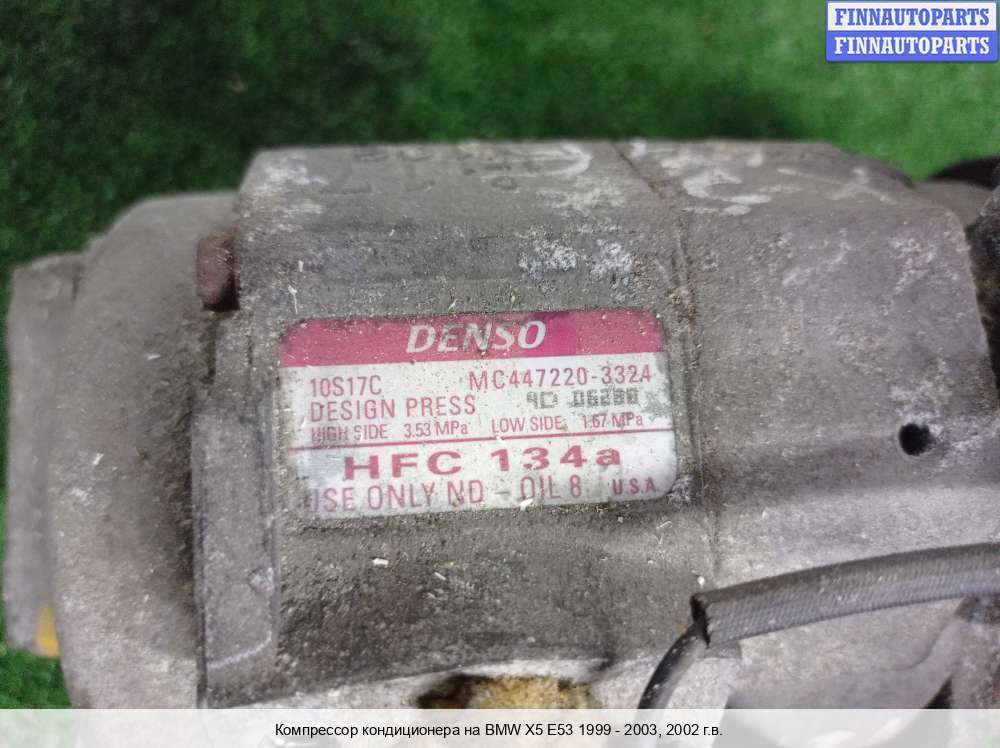 FINNAUTOPARTS
FINNAUTOPARTS
DENSO
10S17C MC447220-3324
DESIGN PRESS
HIGH SIDE 3.53 MPa LOW SIDE 1.67 MPa
HFC 134a
USE ONLY ND-OIL 8 U.S.A.
Компрессор кондиционера на BMW X5 E53 1999 - 2003, 2002 г.в.